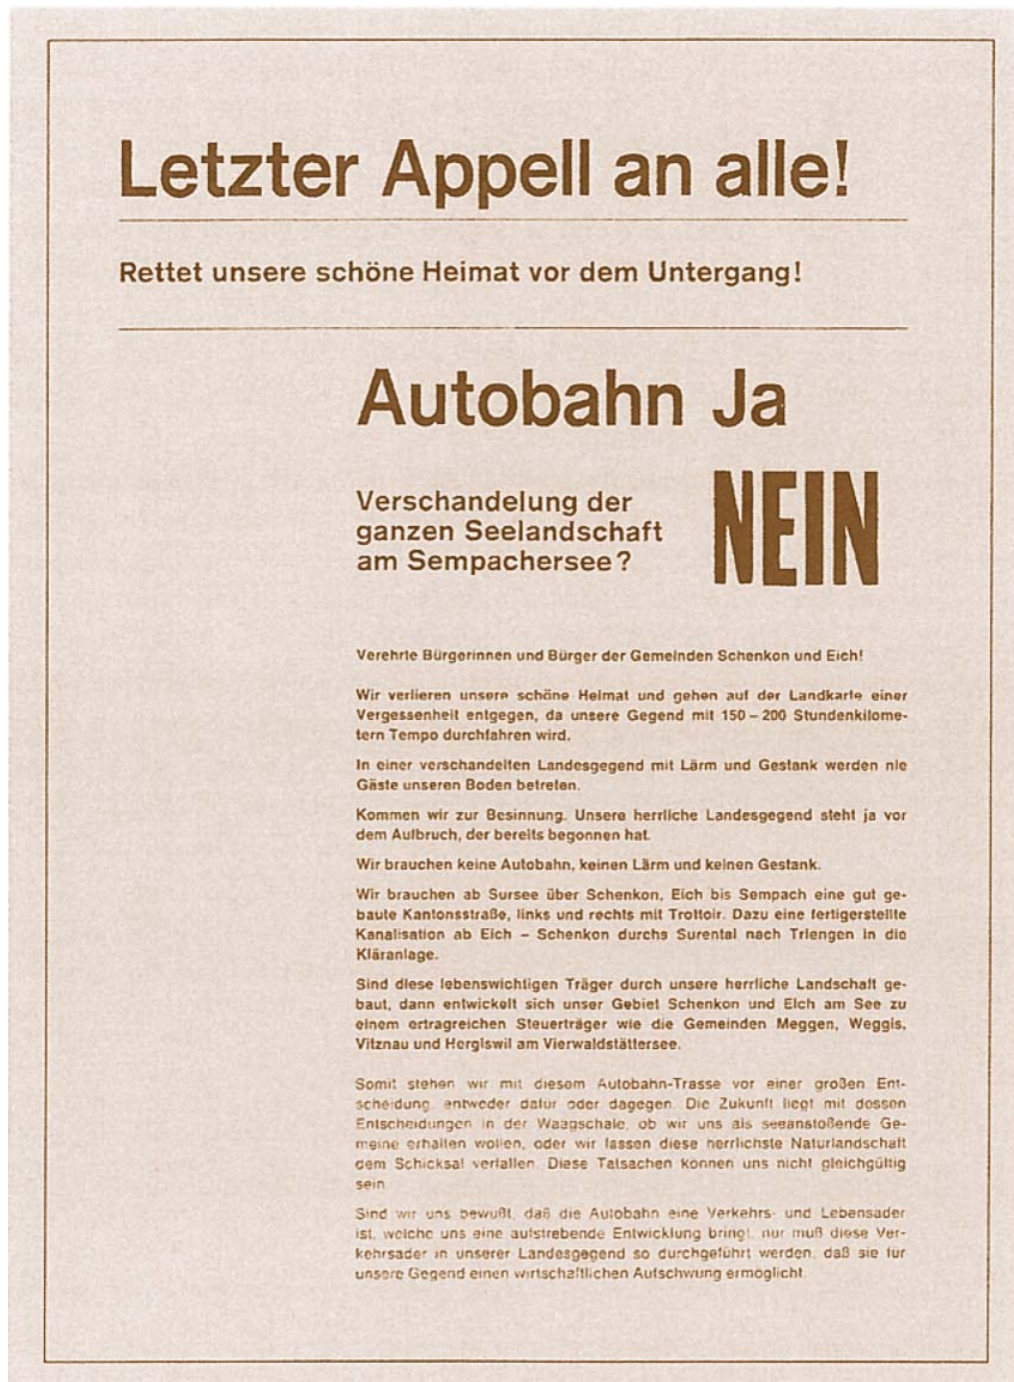 Letzter Appell an alle!
Rettet unsere schöne Heimat vor dem Untergang!
Autobahn Ja
Verschandelung der
ganzen Seelandschaft
am Sempachersee?
NEIN
Verehrte Bürgerinnen und Bürger der Gemeinden Schenkon und Eich!
Wir verlieren unsere schöne Heimat und gehen auf der Landkarte einer
Vergessenheit entgegen, da unsere Gegend mit 150 – 200 Stundenkilome-
tern Tempo durchfahren wird.
In einer verschandelten Landesgegend mit Lärm und Gestank werden nie
Gäste unseren Boden betreten.
Kommen wir zur Besinnung. Unsere herrliche Landesgegend steht ja vor
dem Aufbruch, der bereits begonnen hat.
Wir brauchen keine Autobahn, keinen Lärm und keinen Gestank.
Wir brauchen ab Sursee über Schenkon, Eich bis Sempach eine gut ge-
baute Kantonsstraße, links und rechts mit Trottoir. Dazu eine fertigerstellte
Kanalisation ab Eich – Schenkon durchs Surental nach Triengen in die
Kläranlage.
Sind diese lebenswichtigen Träger durch unsere herrliche Landschaft ge-
baut, dann entwickelt sich unser Gebiet Schenkon und Eich am See zu
einem ertragreichen Steuerträger wie die Gemeinden Meggen, Weggis,
Vitznau und Hergiswil am Vierwaldstättersee.
Somit stehen wir mit diesem Autobahn-Trasse vor einer großen Ent-
scheidung, entweder dafür oder dagegen. Die Zukunft liegt mit dessen
Entscheidungen in der Waagschale, ob wir uns als seeanstoßende Ge-
meine erhalten wollen, oder wir lassen diese herrlichste Naturlandschaft
dem Schicksal verfallen. Diese Tatsachen können uns nicht gleichgültig
sein.
Sind wir uns bewußt, daß die Autobahn eine Verkehrs- und Lebensader
ist, welche uns eine aufstrebende Entwicklung bringt, nur muß diese Ver-
kehrsader in unserer Landesgegend so durchgeführt werden, daß sie für
unsere Gegend einen wirtschaftlichen Aufschwung ermöglicht.